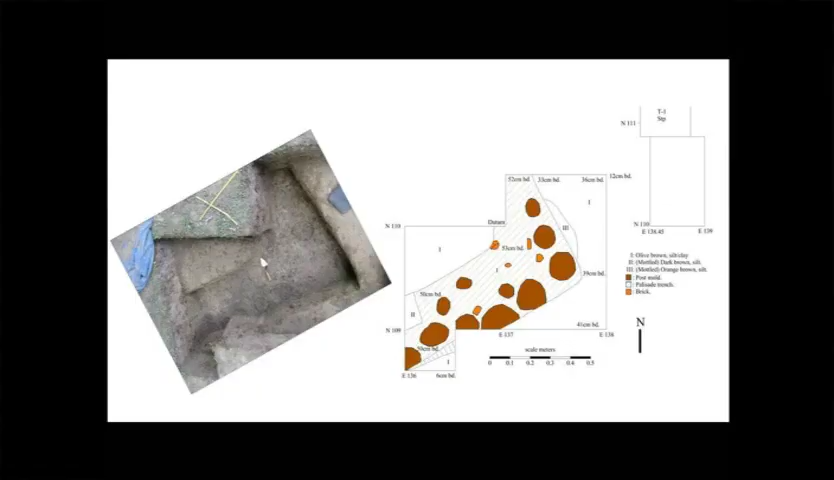 T-1
Stp
N 111
52cm bd.
33cm bd.
36cm bd.
12cm bd.
I
N 110
Datum
III
N 110
E 138.45
E 139
I
53cm bd.
I: Olive brown, silt/clay
II: (Mottled) Dark brown, silt.
I
III: (Mottled) Orange brown, silt.
39cm bd.
: Post mold.
: Palisade trench.
50cm bd.
: Brick.
II
N
41cm bd.
N 109
E 137
E 138
scale meters
I
0
0.1
0.2
0.3
0.4
0.5
E 136
6cm bd.